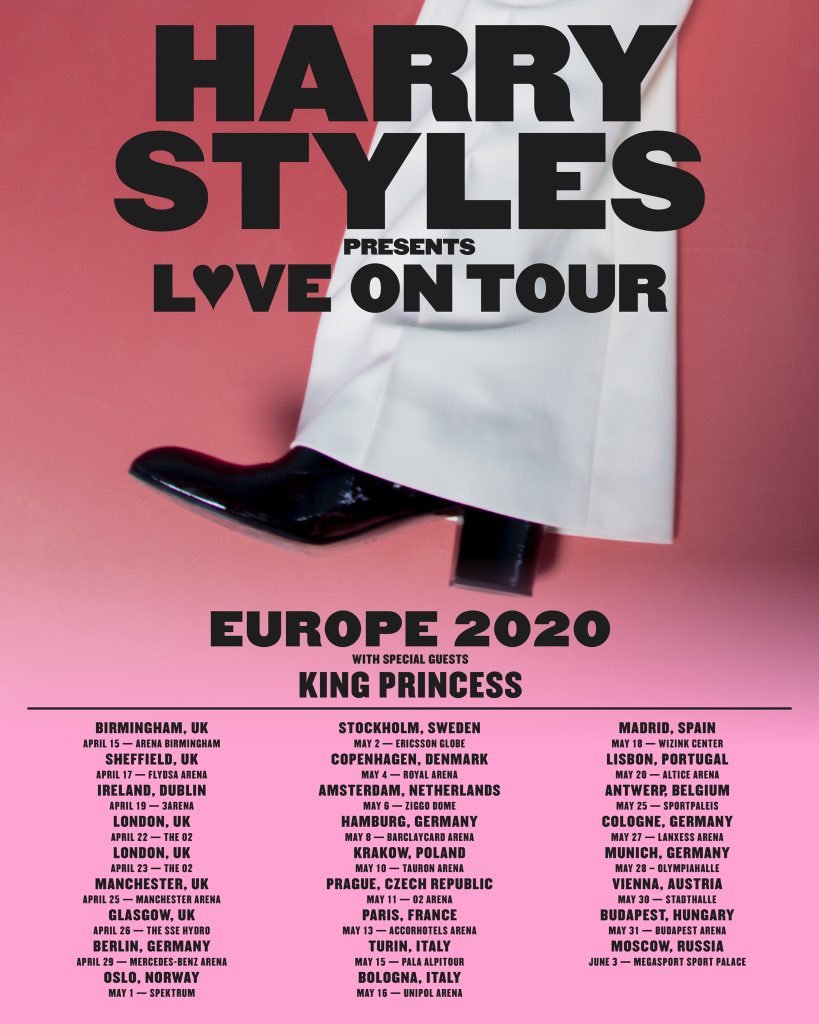 HARRY
STYLES
PRESENTS
L♥VE ON TOUR
EUROPE 2020
WITH SPECIAL GUESTS
KING PRINCESS
BIRMINGHAM, UK
APRIL 15 — ARENA BIRMINGHAM
SHEFFIELD, UK
APRIL 17 — FLYDSA ARENA
IRELAND, DUBLIN
APRIL 19 — 3ARENA
LONDON, UK
APRIL 22 — THE O2
LONDON, UK
APRIL 23 — THE O2
MANCHESTER, UK
APRIL 25 — MANCHESTER ARENA
GLASGOW, UK
APRIL 26 — THE SSE HYDRO
BERLIN, GERMANY
APRIL 29 — MERCEDES-BENZ ARENA
OSLO, NORWAY
MAY 1 — SPEKTRUM
STOCKHOLM, SWEDEN
MAY 2 — ERICSSON GLOBE
COPENHAGEN, DENMARK
MAY 4 — ROYAL ARENA
AMSTERDAM, NETHERLANDS
MAY 6 — ZIGGO DOME
HAMBURG, GERMANY
MAY 8 — BARCLAYCARD ARENA
KRAKOW, POLAND
MAY 10 — TAURON ARENA
PRAGUE, CZECH REPUBLIC
MAY 11 — O2 ARENA
PARIS, FRANCE
MAY 13 — ACCORHOTELS ARENA
TURIN, ITALY
MAY 15 — PALA ALPITOUR
BOLOGNA, ITALY
MAY 16 — UNIPOL ARENA
MADRID, SPAIN
MAY 18 — WIZINK CENTER
LISBON, PORTUGAL
MAY 20 — ALTICE ARENA
ANTWERP, BELGIUM
MAY 25 — SPORTPALEIS
COLOGNE, GERMANY
MAY 27 — LANXESS ARENA
MUNICH, GERMANY
MAY 28 – OLYMPIAHALLE
VIENNA, AUSTRIA
MAY 30 — STADTHALLE
BUDAPEST, HUNGARY
MAY 31 — BUDAPEST ARENA
MOSCOW, RUSSIA
JUNE 3 — MEGASPORT SPORT PALACE